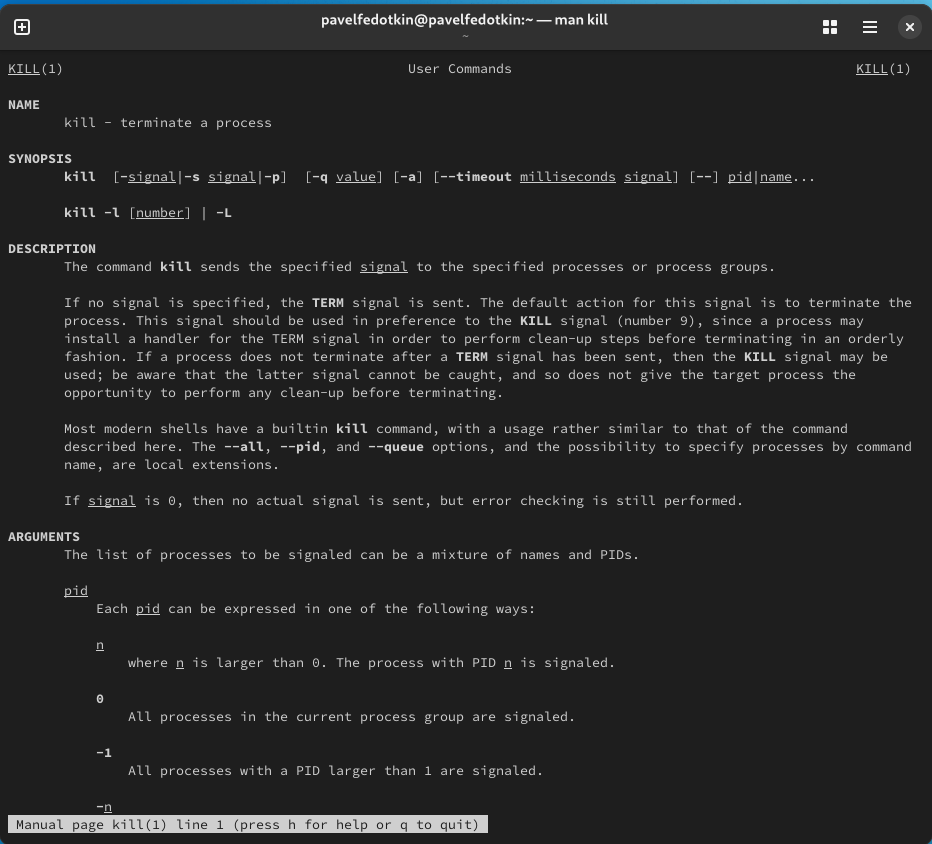 pavelfedotkin@pavelfedotkin:~ — man kill
~
KILL(1) User Commands KILL(1)
NAME
kill - terminate a process
SYNOPSIS
kill [-signal|-s signal|-p] [-q value] [-a] [--timeout milliseconds signal] [--] pid|name...
kill -l [number] | -L
DESCRIPTION
The command kill sends the specified signal to the specified processes or process groups.
If no signal is specified, the TERM signal is sent. The default action for this signal is to terminate the
process. This signal should be used in preference to the KILL signal (number 9), since a process may
install a handler for the TERM signal in order to perform clean-up steps before terminating in an orderly
fashion. If a process does not terminate after a TERM signal has been sent, then the KILL signal may be
used; be aware that the latter signal cannot be caught, and so does not give the target process the
opportunity to perform any clean-up before terminating.
Most modern shells have a builtin kill command, with a usage rather similar to that of the command
described here. The --all, --pid, and --queue options, and the possibility to specify processes by command
name, are local extensions.
If signal is 0, then no actual signal is sent, but error checking is still performed.
ARGUMENTS
The list of processes to be signaled can be a mixture of names and PIDs.
pid
Each pid can be expressed in one of the following ways:
n
where n is larger than 0. The process with PID n is signaled.
0
All processes in the current process group are signaled.
-1
All processes with a PID larger than 1 are signaled.
-n
Manual page kill(1) line 1 (press h for help or q to quit)